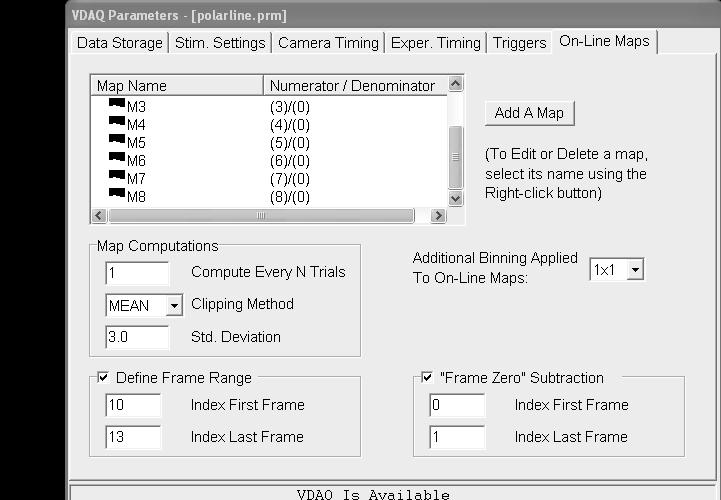 VDAQ Parameters - [polarline.prm]
Data Storage Stim. Settings Camera Timing Exper. Timing Triggers On-Line Maps
Map Name Numerator / Denominator
M3 (3)/(0)
M4 (4)/(0)
M5 (5)/(0)
M6 (6)/(0)
M7 (7)/(0)
M8 (8)/(0)
Add A Map
(To Edit or Delete a map,
select its name using the
Right-click button)
Map Computations
1 Compute Every N Trials
MEAN Clipping Method
3.0 Std. Deviation
Additional Binning Applied
To On-Line Maps:
1x1
Define Frame Range
10 Index First Frame
13 Index Last Frame
"Frame Zero" Subtraction
0 Index First Frame
1 Index Last Frame
VDAQ Is Available